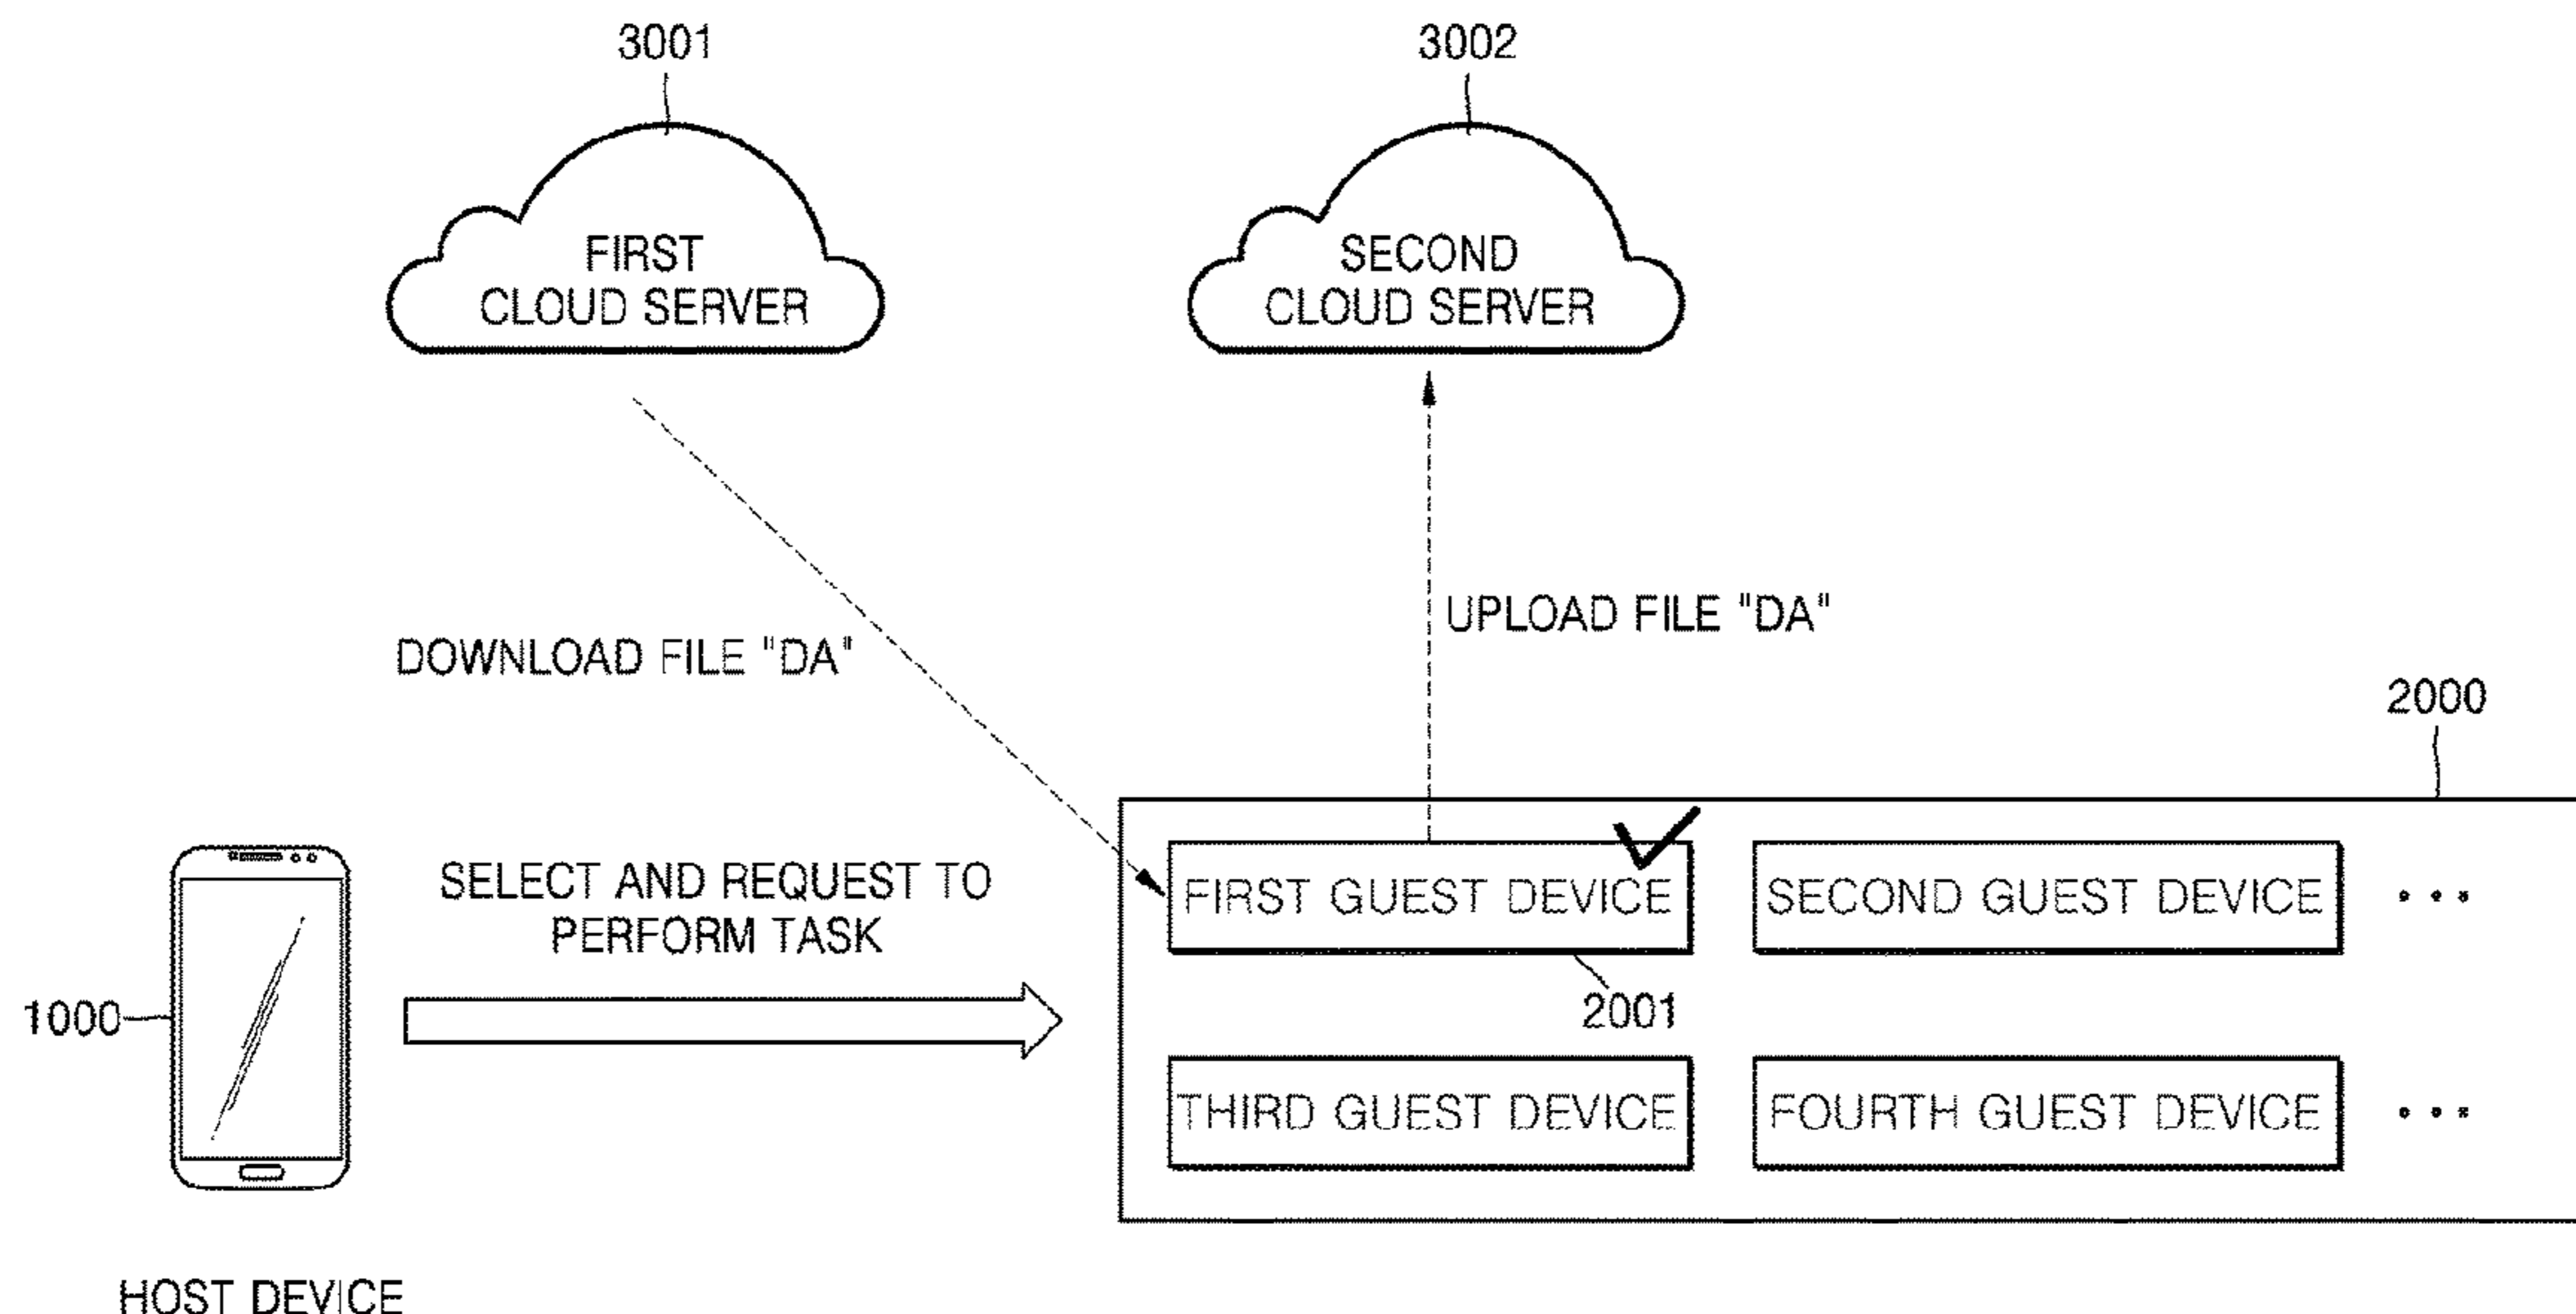 3001
3002
FIRST
CLOUD SERVER
SECOND
CLOUD SERVER
DOWNLOAD FILE "DA"
UPLOAD FILE "DA"
2000
SELECT AND REQUEST TO
PERFORM TASK
FIRST GUEST DEVICE
SECOND GUEST DEVICE
2001
1000
THIRD GUEST DEVICE
FOURTH GUEST DEVICE
HOST DEVICE